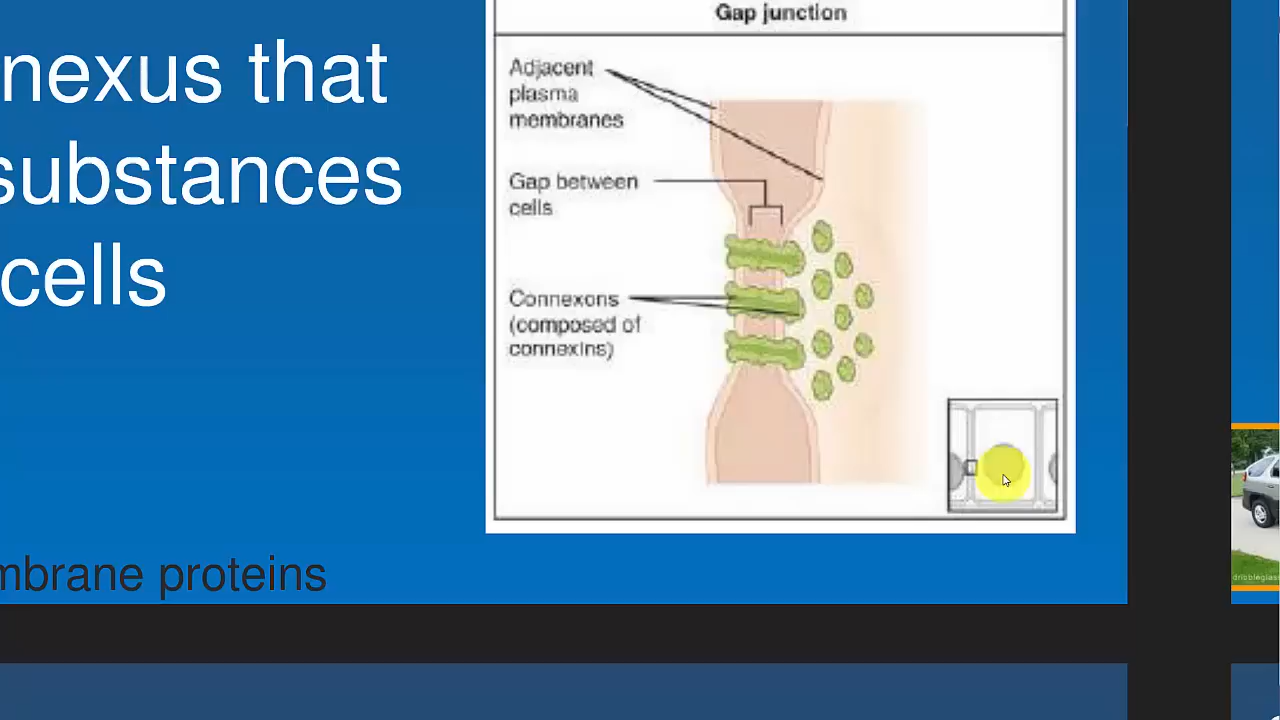 nexus that
substances
cells
mbrane proteins
Gap junction
Adjacent
plasma
membranes
Gap between
cells
Connexons
(composed of
connexins)